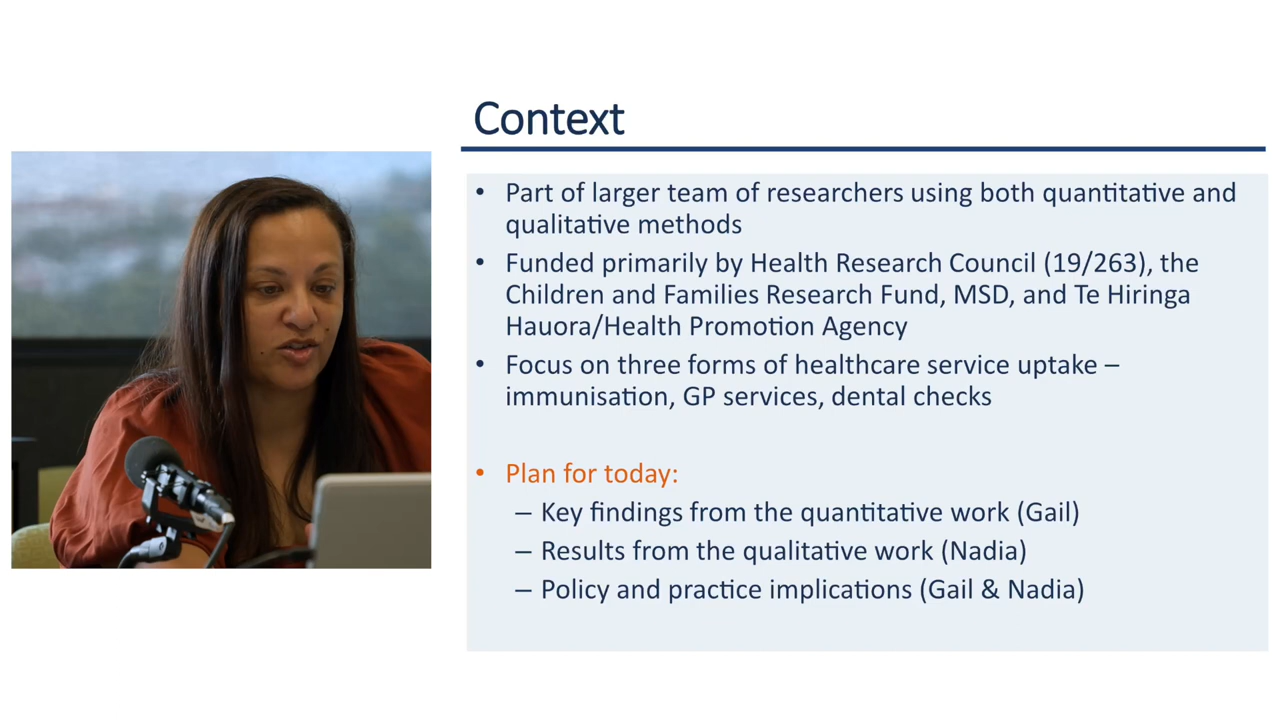 Context
• Part of larger team of researchers using both quantitative and
qualitative methods
• Funded primarily by Health Research Council (19/263), the
Children and Families Research Fund, MSD, and Te Hiringa
Hauora/Health Promotion Agency
• Focus on three forms of healthcare service uptake –
immunisation, GP services, dental checks
• Plan for today:
– Key findings from the quantitative work (Gail)
– Results from the qualitative work (Nadia)
– Policy and practice implications (Gail & Nadia)